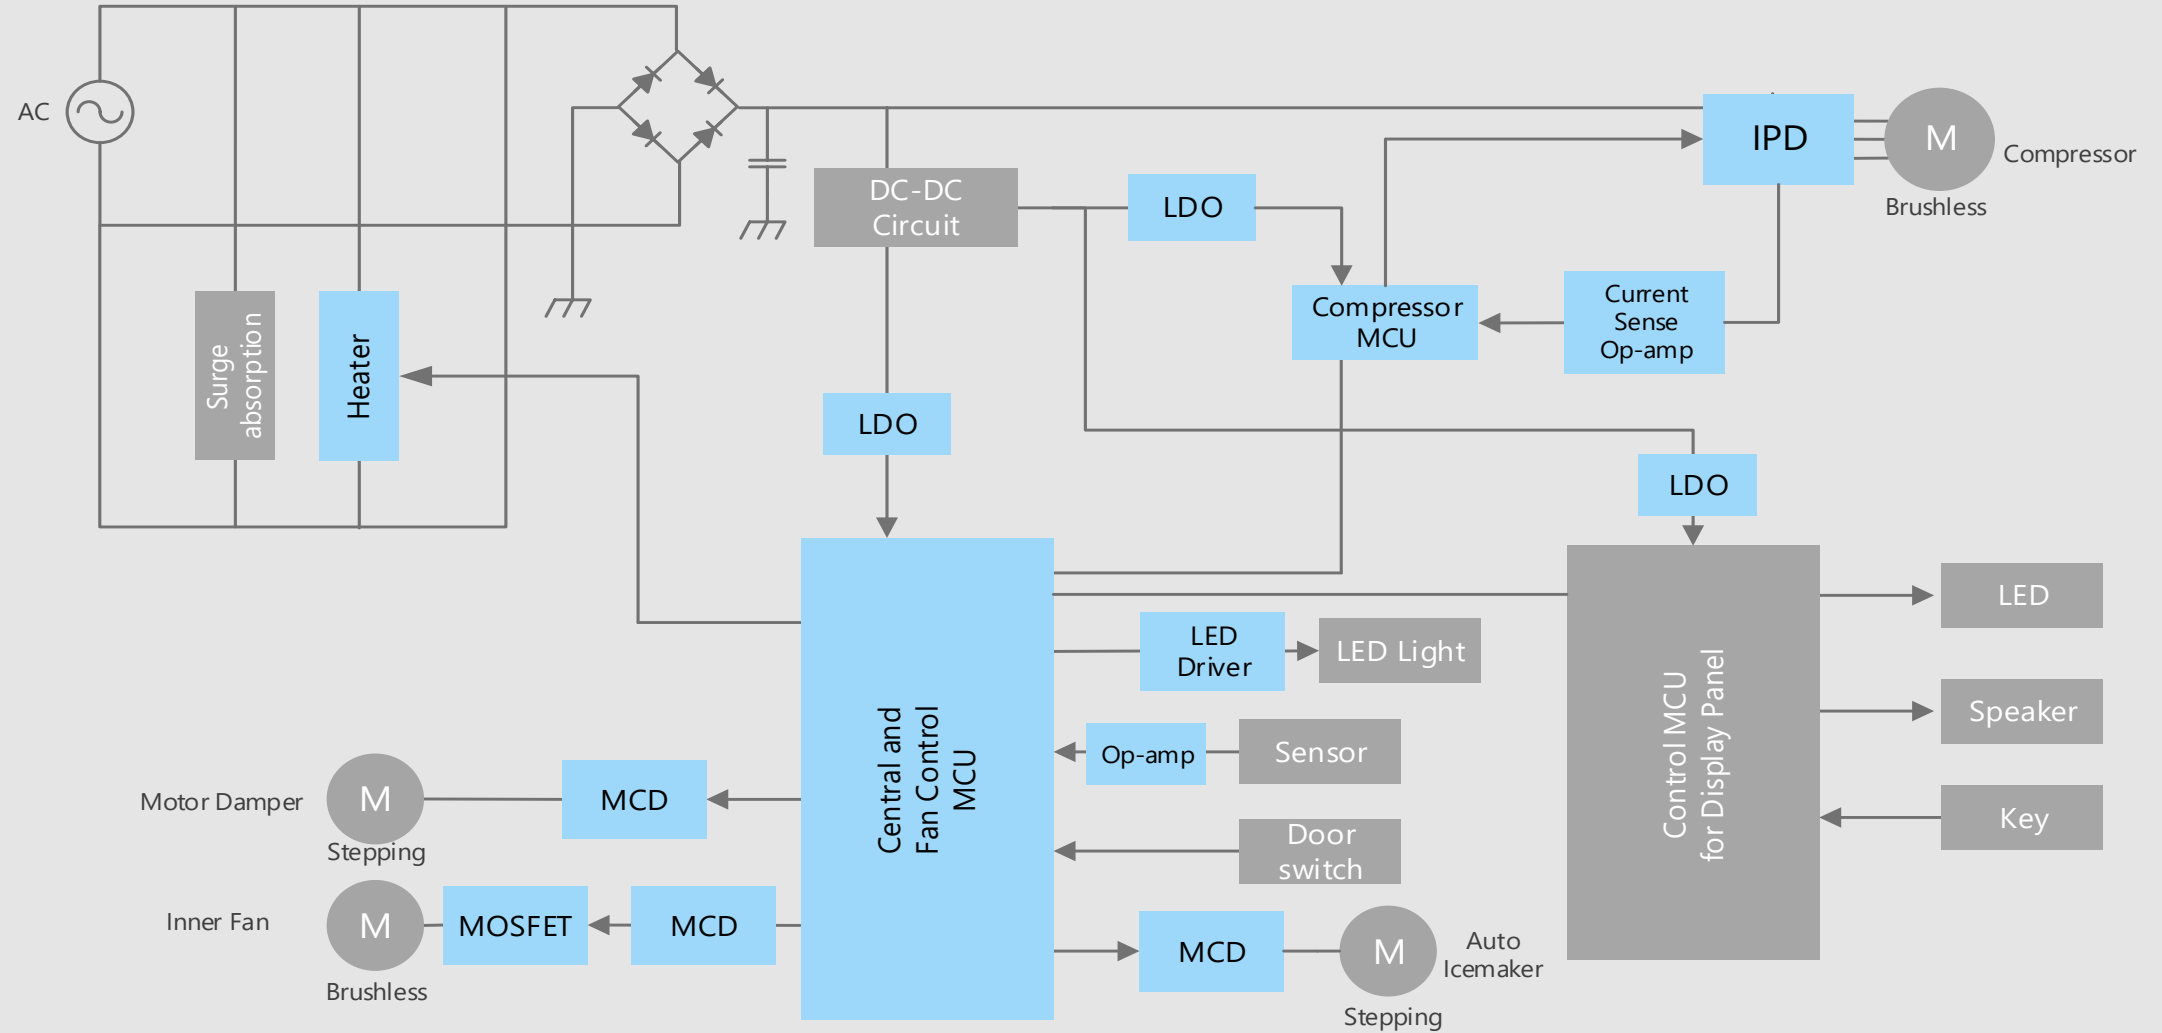 AC
IPD
M
Compressor
Brushless
DC-DC
Circuit
LDO
Compressor
MCU
Current
Sense
Op-amp
Surge
absorption
Heater
LDO
LDO
Central and
Fan Control
MCU
LED
Driver
LED Light
Op-amp
Sensor
Door
switch
MCD
M
Auto
Icemaker
Stepping
Control MCU
for Display Panel
LED
Speaker
Key
Motor Damper
M
Stepping
MCD
Inner Fan
M
Brushless
MOSFET
MCD